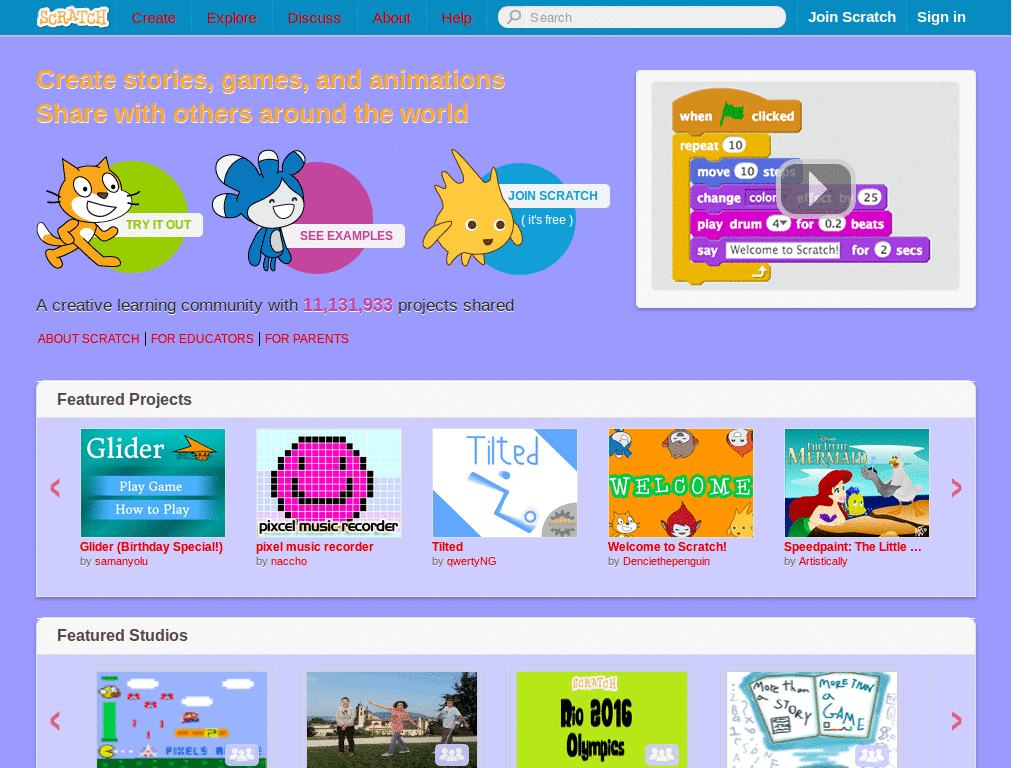 SCRATCH
Create
Explore
Discuss
About
Help
Search
Join Scratch
Sign in
Create stories, games, and animations
Share with others around the world
TRY IT OUT
SEE EXAMPLES
JOIN SCRATCH
( it's free )
when clicked
repeat 10
move 10 steps
change color effect by 25
play drum 4 for 0.2 beats
say Welcome to Scratch! for 2 secs
A creative learning community with 11,131,933 projects shared
ABOUT SCRATCH
FOR EDUCATORS
FOR PARENTS
Featured Projects
Glider
Play Game
How to Play
pixcel music recorder
Tilted
WELCOME
Disney
THE LITTLE
MERMAID
Glider (Birthday Special!)
by samanyolu
pixel music recorder
by naccho
Tilted
by qwertyNG
Welcome to Scratch!
by Denciethepenguin
Speedpaint: The Little ...
by Artistically
Featured Studios
PIXELS
SCRATCH
Rio 2016
Olympics
More than
a STORY
MORE THAN
a GAME